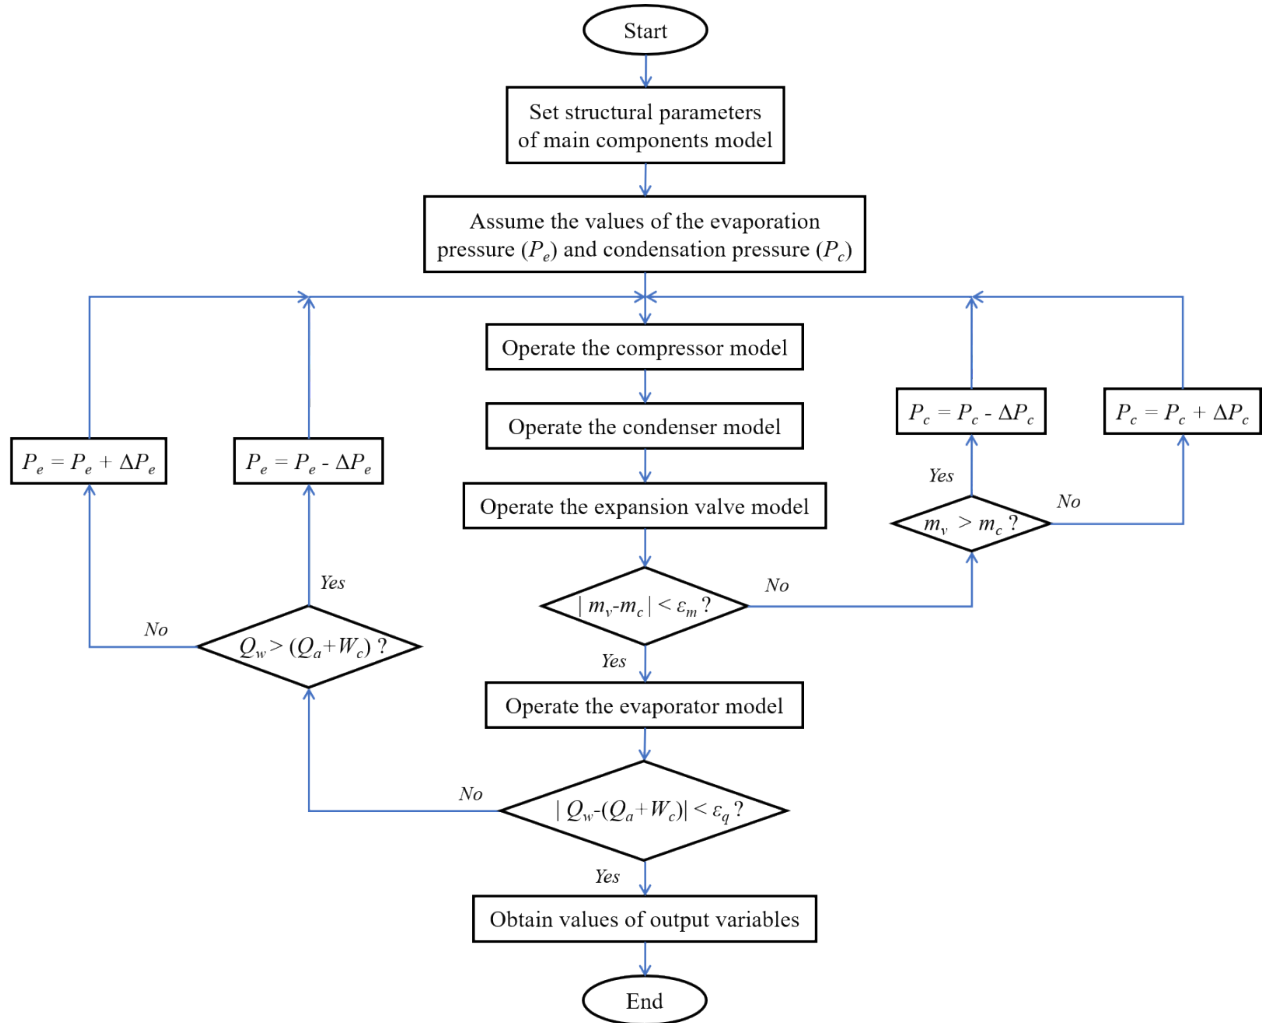 Start
Set structural parameters
of main components model
Assume the values of the evaporation
pressure (Pe) and condensation pressure (Pc)
Operate the compressor model
Operate the condenser model
Operate the expansion valve model
| mv-mc | < εm ?
No
Yes
mv > mc ?
Yes
No
Pc = Pc - ΔPc
Pc = Pc + ΔPc
Operate the evaporator model
| Qw-(Qa+Wc)| < εq ?
No
Yes
Qw > (Qa+Wc) ?
Yes
No
Pe = Pe + ΔPe
Pe = Pe - ΔPe
Obtain values of output variables
End